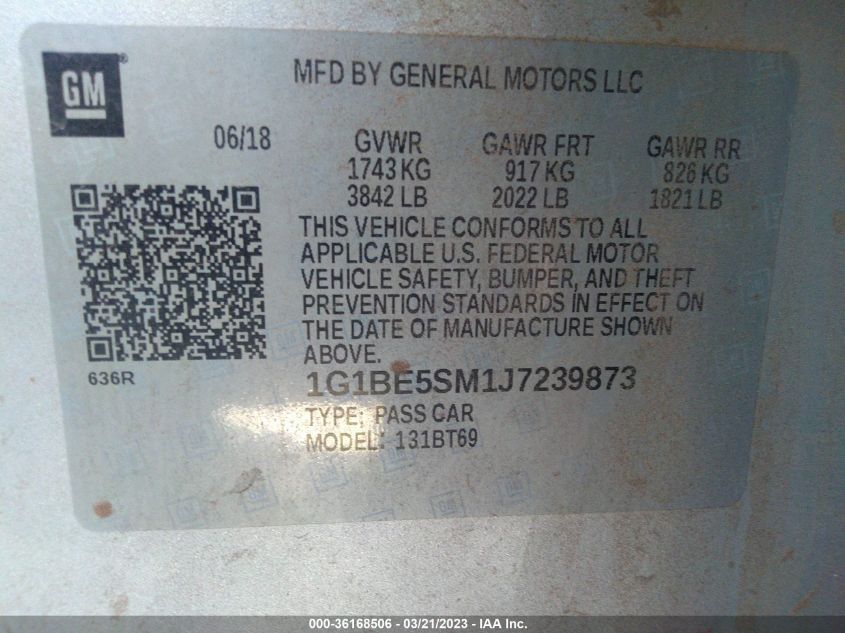 GM
MFD BY GENERAL MOTORS LLC
06/18 GVWR GAWR FRT GAWR RR
1743 KG 917 KG 826 KG
3842 LB 2022 LB 1821 LB
THIS VEHICLE CONFORMS TO ALL
APPLICABLE U.S. FEDERAL MOTOR
VEHICLE SAFETY, BUMPER, AND THEFT
PREVENTION STANDARDS IN EFFECT ON
THE DATE OF MANUFACTURE SHOWN
ABOVE.
636R
1G1BE5SM1J7239873
TYPE: PASS CAR
MODEL: 131BT69
000-36168506 / 03/21/2023 - IAA Inc.